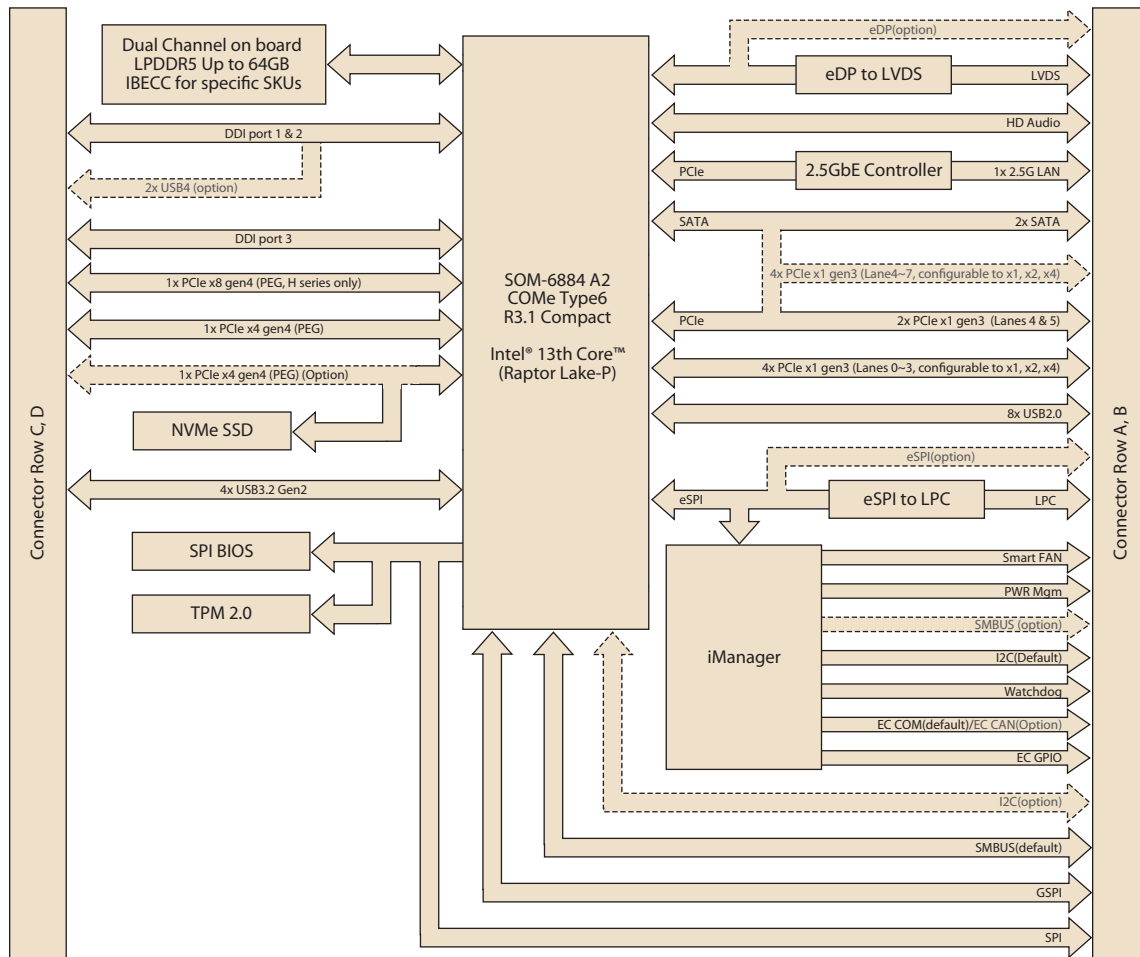 Dual Channel on board
LPDDR5 Up to 64GB
IBECC for specific SKUs
DDI port 1 & 2
2x USB4 (option)
DDI port 3
1x PCIe x8 gen4 (PEG, H series only)
1x PCIe x4 gen4 (PEG)
1x PCIe x4 gen4 (PEG) (Option)
NVMe SSD
4x USB3.2 Gen2
SPI BIOS
TPM 2.0
Connector Row C, D
SOM-6884 A2
COMe Type6
R3.1 Compact
Intel® 13th Core™
(Raptor Lake-P)
eDP(option)
eDP to LVDS
LVDS
HD Audio
PCIe
2.5GbE Controller
1x 2.5G LAN
SATA
2x SATA
4x PCIe x1 gen3 (Lane4~7, configurable to x1, x2, x4)
PCIe
2x PCIe x1 gen3 (Lanes 4 & 5)
4x PCIe x1 gen3 (Lanes 0~3, configurable to x1, x2, x4)
8x USB2.0
eSPI(option)
eSPI
eSPI to LPC
LPC
iManager
Smart FAN
PWR Mgm
SMBUS (option)
I2C(Default)
Watchdog
EC COM(default)/EC CAN(Option)
EC GPIO
I2C(option)
SMBUS(default)
GSPI
SPI
Connector Row A, B